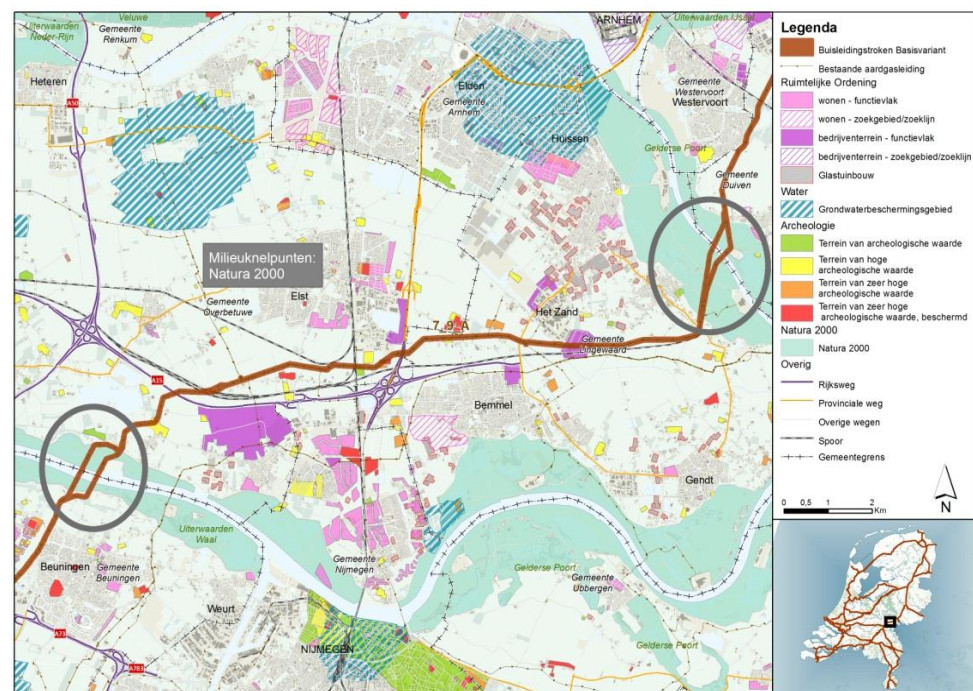 Veluwe
Uiterwaarden
Neder-Rijn
Gemeente
Renkum
Heteren
A50
ARNHEM
Uiterwaarden IJssel
Elden
Gemeente
Arnhem
Gemeente
Westervoort
Westervoort
Huissen
Gelderse Poort
Gemeente
Duiven
Milieuknelpunten:
Natura 2000
Elst
Gemeente
Overbetuwe
7_9_A
Het Zand
Gemeente
Lingewaard
A15
Bemmel
Gendt
Uiterwaarden
Waal
Beuningen
Gemeente
Beuningen
Gemeente
Nijmegen
Weurt
Gelderse Poort
Gemeente
Ubbergen
Gelderse Poort
A73
A783
NIJMEGEN
Legenda
Buisleidingstroken Basisvariant
Bestaande aardgasleiding
Ruimtelijke Ordening
wonen - functievlak
wonen - zoekgebied/zoeklijn
bedrijventerrein - functievlak
bedrijventerrein - zoekgebied/zoeklijn
Glastuinbouw
Water
Grondwaterbeschermingsgebied
Archeologie
Terrein van archeologische waarde
Terrein van hoge
archeologische waarde
Terrein van zeer hoge
archeologische waarde
Terrein van zeer hoge
archeologische waarde, beschermd
Natura 2000
Natura 2000
Overig
Rijksweg
Provinciale weg
Overige wegen
Spoor
Gemeentegrens
0 0,5 1 2
Km
N